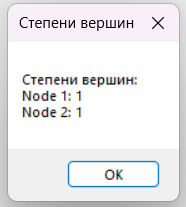 Степени вершин
Степени вершин:
Node 1: 1
Node 2: 1
OK